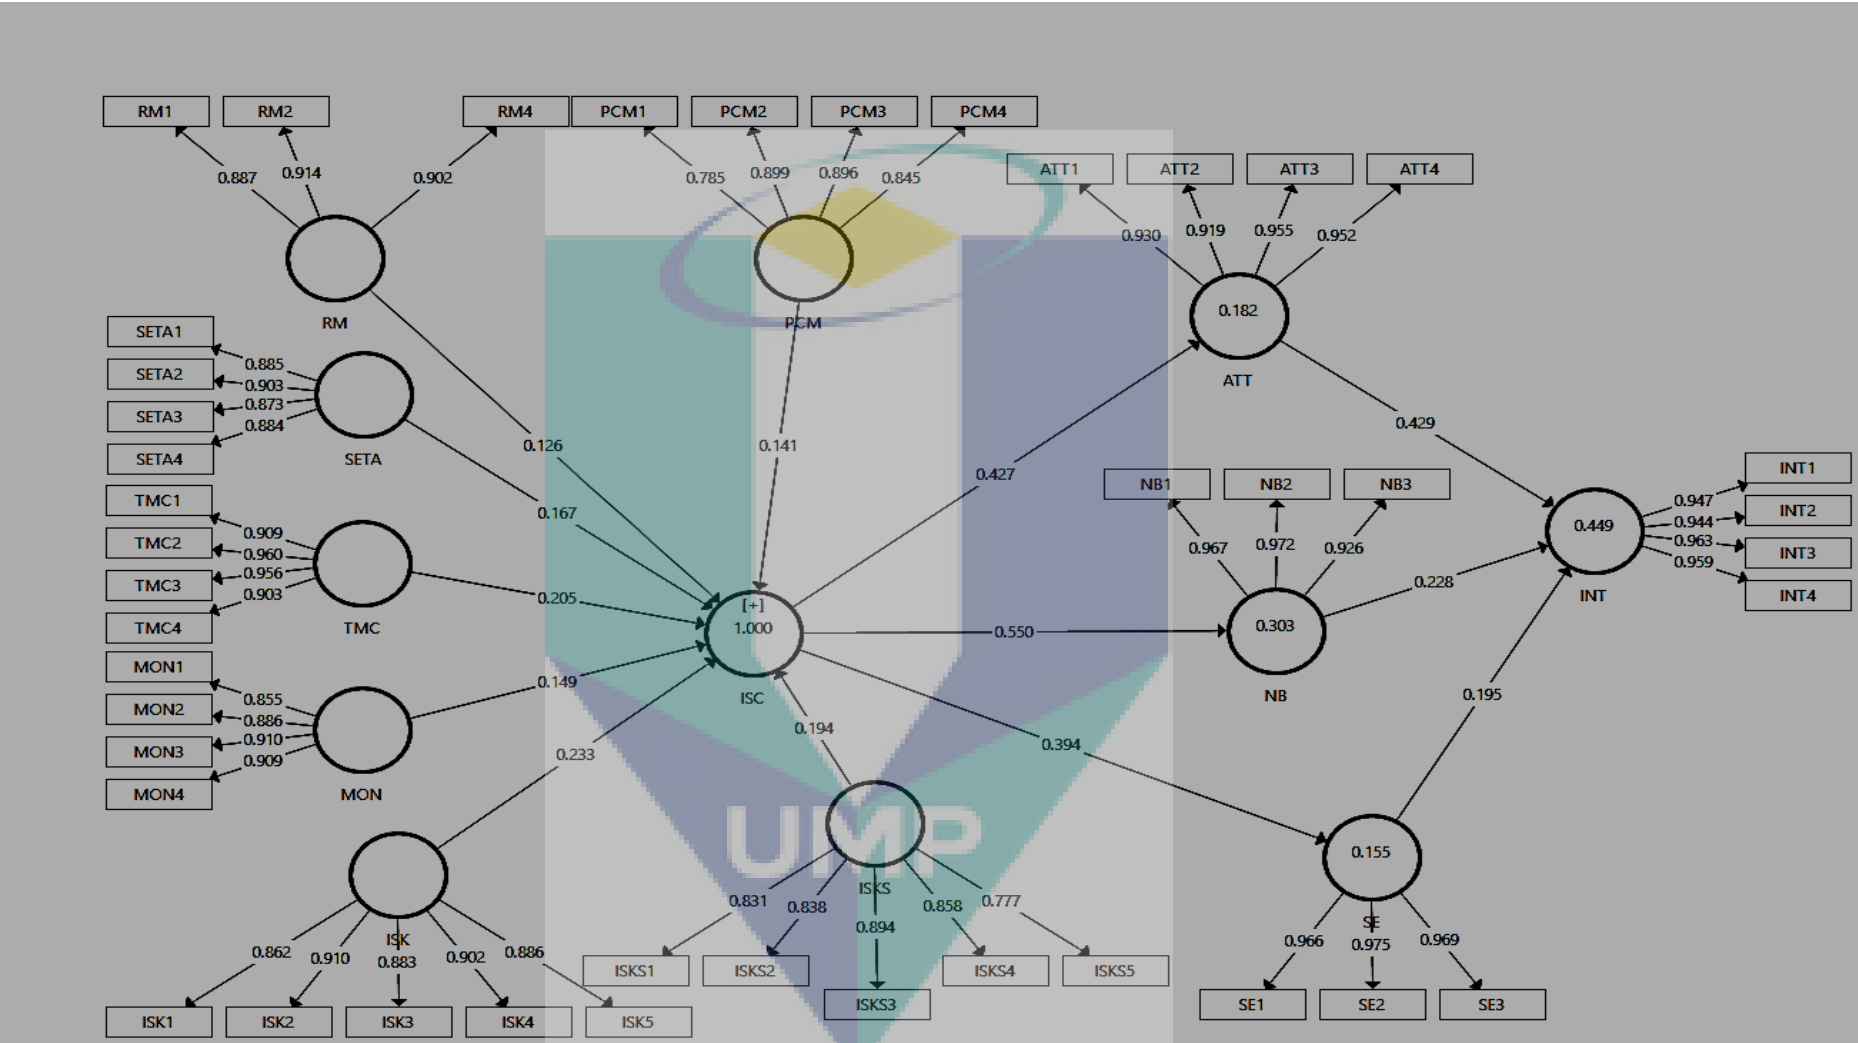 RM1 RM2 RM4 PCM1 PCM2 PCM3 PCM4
ATT1 ATT2 ATT3 ATT4
0.887 0.914 0.902 0.785 0.899 0.896 0.845
0.930 0.919 0.955 0.952
RM
PCM
0.182
ATT
SETA1
SETA2
SETA3
SETA4
0.885
0.903
0.873
0.884
SETA
0.126
0.141
0.167
0.427
0.429
TMC1
TMC2
TMC3
TMC4
0.909
0.960
0.956
0.903
TMC
0.205
NB1 NB2 NB3
0.967 0.972 0.926
0.303
NB
0.228
0.449
INT
0.947
0.944
0.963
0.959
INT1
INT2
INT3
INT4
[+]
1.000
ISC
0.550
MON1
MON2
MON3
MON4
0.855
0.886
0.910
0.909
MON
0.149
0.233
0.194
0.394
0.195
UMP
ISKS
0.831 0.838 0.894 0.858 0.777
ISKS1 ISKS2 ISKS3 ISKS4 ISKS5
ISK
0.862 0.910 0.883 0.902 0.886
ISK1 ISK2 ISK3 ISK4 ISK5
0.155
SE
0.966 0.975 0.969
SE1 SE2 SE3